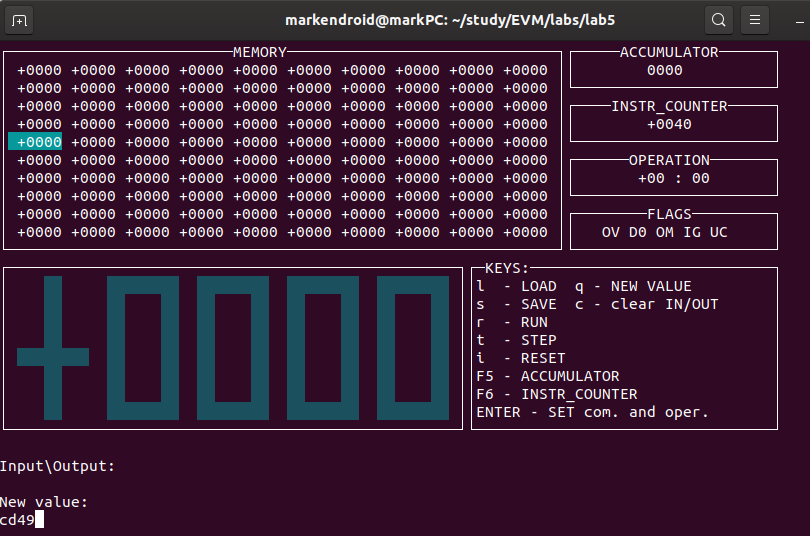 markendroid@markPC: ~/study/EVM/labs/lab5
MEMORY
+0000 +0000 +0000 +0000 +0000 +0000 +0000 +0000 +0000 +0000
+0000 +0000 +0000 +0000 +0000 +0000 +0000 +0000 +0000 +0000
+0000 +0000 +0000 +0000 +0000 +0000 +0000 +0000 +0000 +0000
+0000 +0000 +0000 +0000 +0000 +0000 +0000 +0000 +0000 +0000
+0000 +0000 +0000 +0000 +0000 +0000 +0000 +0000 +0000 +0000
+0000 +0000 +0000 +0000 +0000 +0000 +0000 +0000 +0000 +0000
+0000 +0000 +0000 +0000 +0000 +0000 +0000 +0000 +0000 +0000
+0000 +0000 +0000 +0000 +0000 +0000 +0000 +0000 +0000 +0000
+0000 +0000 +0000 +0000 +0000 +0000 +0000 +0000 +0000 +0000
+0000 +0000 +0000 +0000 +0000 +0000 +0000 +0000 +0000 +0000
ACCUMULATOR
0000
INSTR_COUNTER
+0040
OPERATION
+00 : 00
FLAGS
OV D0 OM IG UC
+0000
KEYS:
l - LOAD q - NEW VALUE
s - SAVE c - clear IN/OUT
r - RUN
t - STEP
i - RESET
F5 - ACCUMULATOR
F6 - INSTR_COUNTER
ENTER - SET com. and oper.
Input\Output:
New value:
cd49